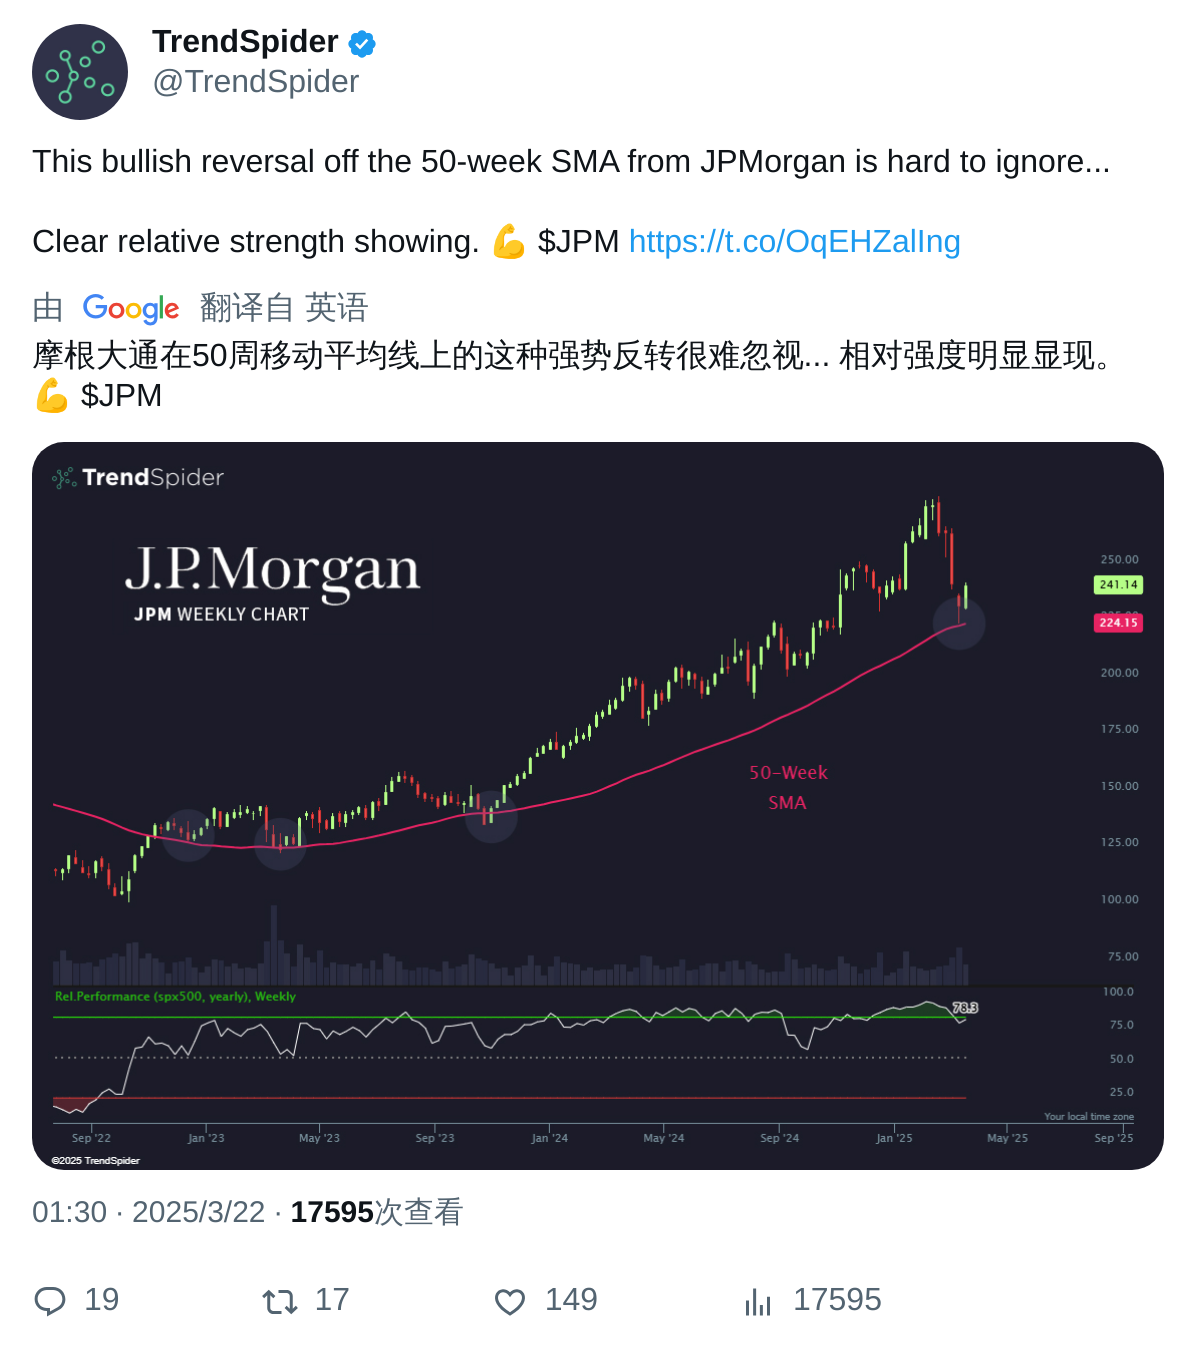 TrendSpider
@TrendSpider
This bullish reversal off the 50-week SMA from JPMorgan is hard to ignore...
Clear relative strength showing. 💪 $JPM https://t.co/OqEHZalIng
由 Google 翻译自 英语
摩根大通在50周移动平均线上的这种强势反转很难忽视... 相对强度明显显现。
💪 $JPM
TrendSpider
J.P.Morgan
JPM WEEKLY CHART
250.00
241.14
224.15
200.00
175.00
50-Week
SMA
150.00
125.00
100.00
75.00
Rel.Performance (spx500, yearly), Weekly
100.0
78.3
75.0
50.0
25.0
Your local time zone
Sep '22 Jan '23 May '23 Sep '23 Jan '24 May '24 Sep '24 Jan '25 May '25 Sep '25
©2025 TrendSpider
01:30 · 2025/3/22 · 17595次查看
19 17 149 17595